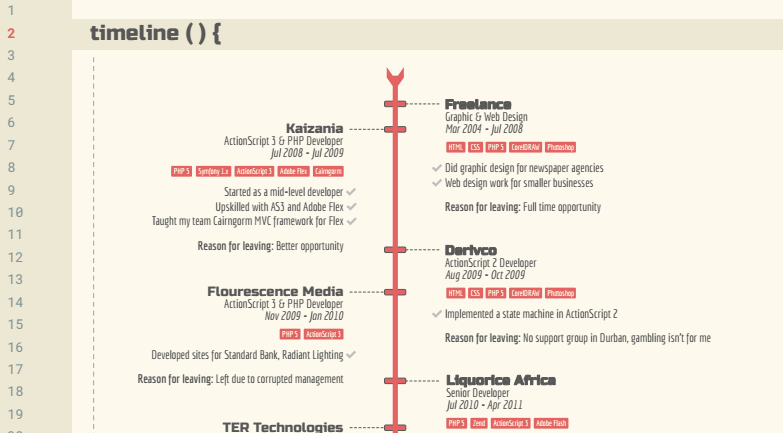 1
2
timeline ( ) {
3
4
5
6
7
8
9
10
11
12
13
14
15
16
17
18
19
Freelance
Graphic & Web Design
Mar 2004 - Jul 2008
HTML CSS PHP 5 CorelDRAW Photoshop
Did graphic design for newspaper agencies
Web design work for smaller businesses
Reason for leaving: Full time opportunity
Kaizania
ActionScript 3 & PHP Developer
Jul 2008 - Jul 2009
PHP 5 Symfony 1.x ActionScript 3 Adobe Flex Cairngorm
Started as a mid-level developer
Upskilled with AS3 and Adobe Flex
Taught my team Cairngorm MVC framework for Flex
Reason for leaving: Better opportunity
Derivco
ActionScript 2 Developer
Aug 2009 - Oct 2009
HTML CSS PHP 5 CorelDRAW Photoshop
Implemented a state machine in ActionScript 2
Reason for leaving: No support group in Durban, gambling isn't for me
Flourescence Media
ActionScript 3 & PHP Developer
Nov 2009 - Jan 2010
PHP 5 ActionScript 3
Developed sites for Standard Bank, Radiant Lighting
Reason for leaving: Left due to corrupted management
Liquorice Africa
Senior Developer
Jul 2010 - Apr 2011
PHP 5 Zend ActionScript 3 Adobe Flash
TER Technologies